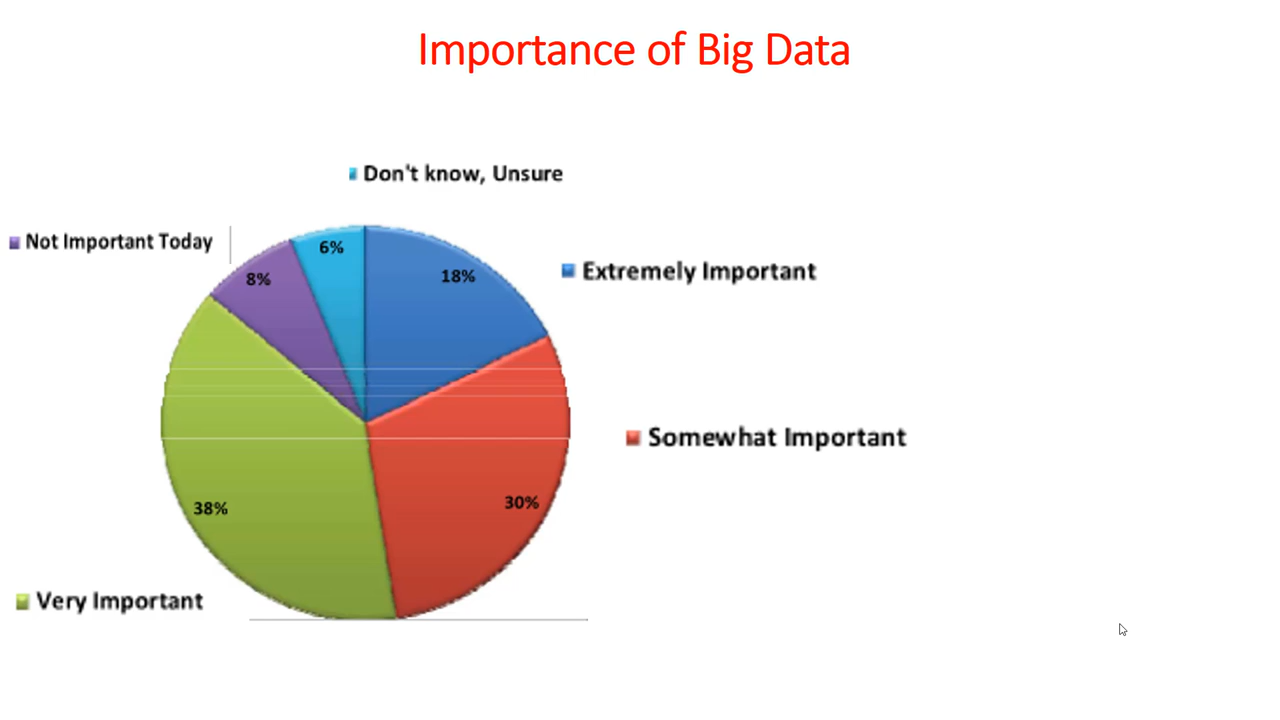 Importance of Big Data
Don't know, Unsure
Not Important Today
6%
8%
18%
Extremely Important
Somewhat Important
38%
30%
Very Important